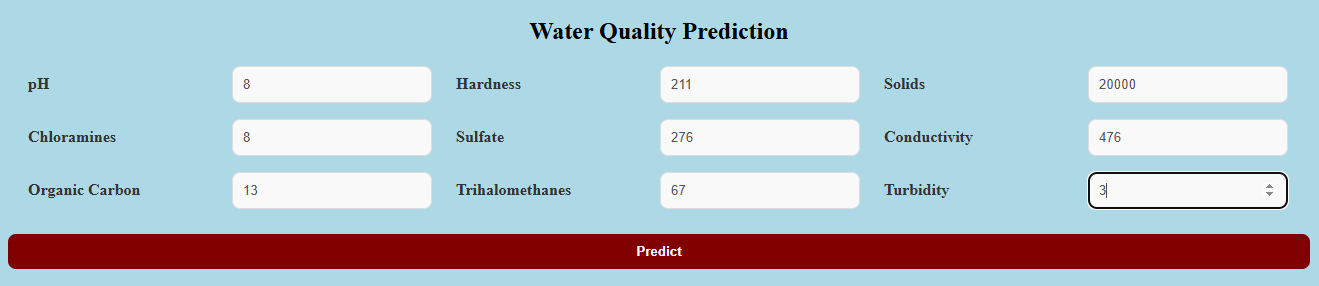 Water Quality Prediction
pH 8 Hardness 211 Solids 20000
Chloramines 8 Sulfate 276 Conductivity 476
Organic Carbon 13 Trihalomethanes 67 Turbidity 3
Predict